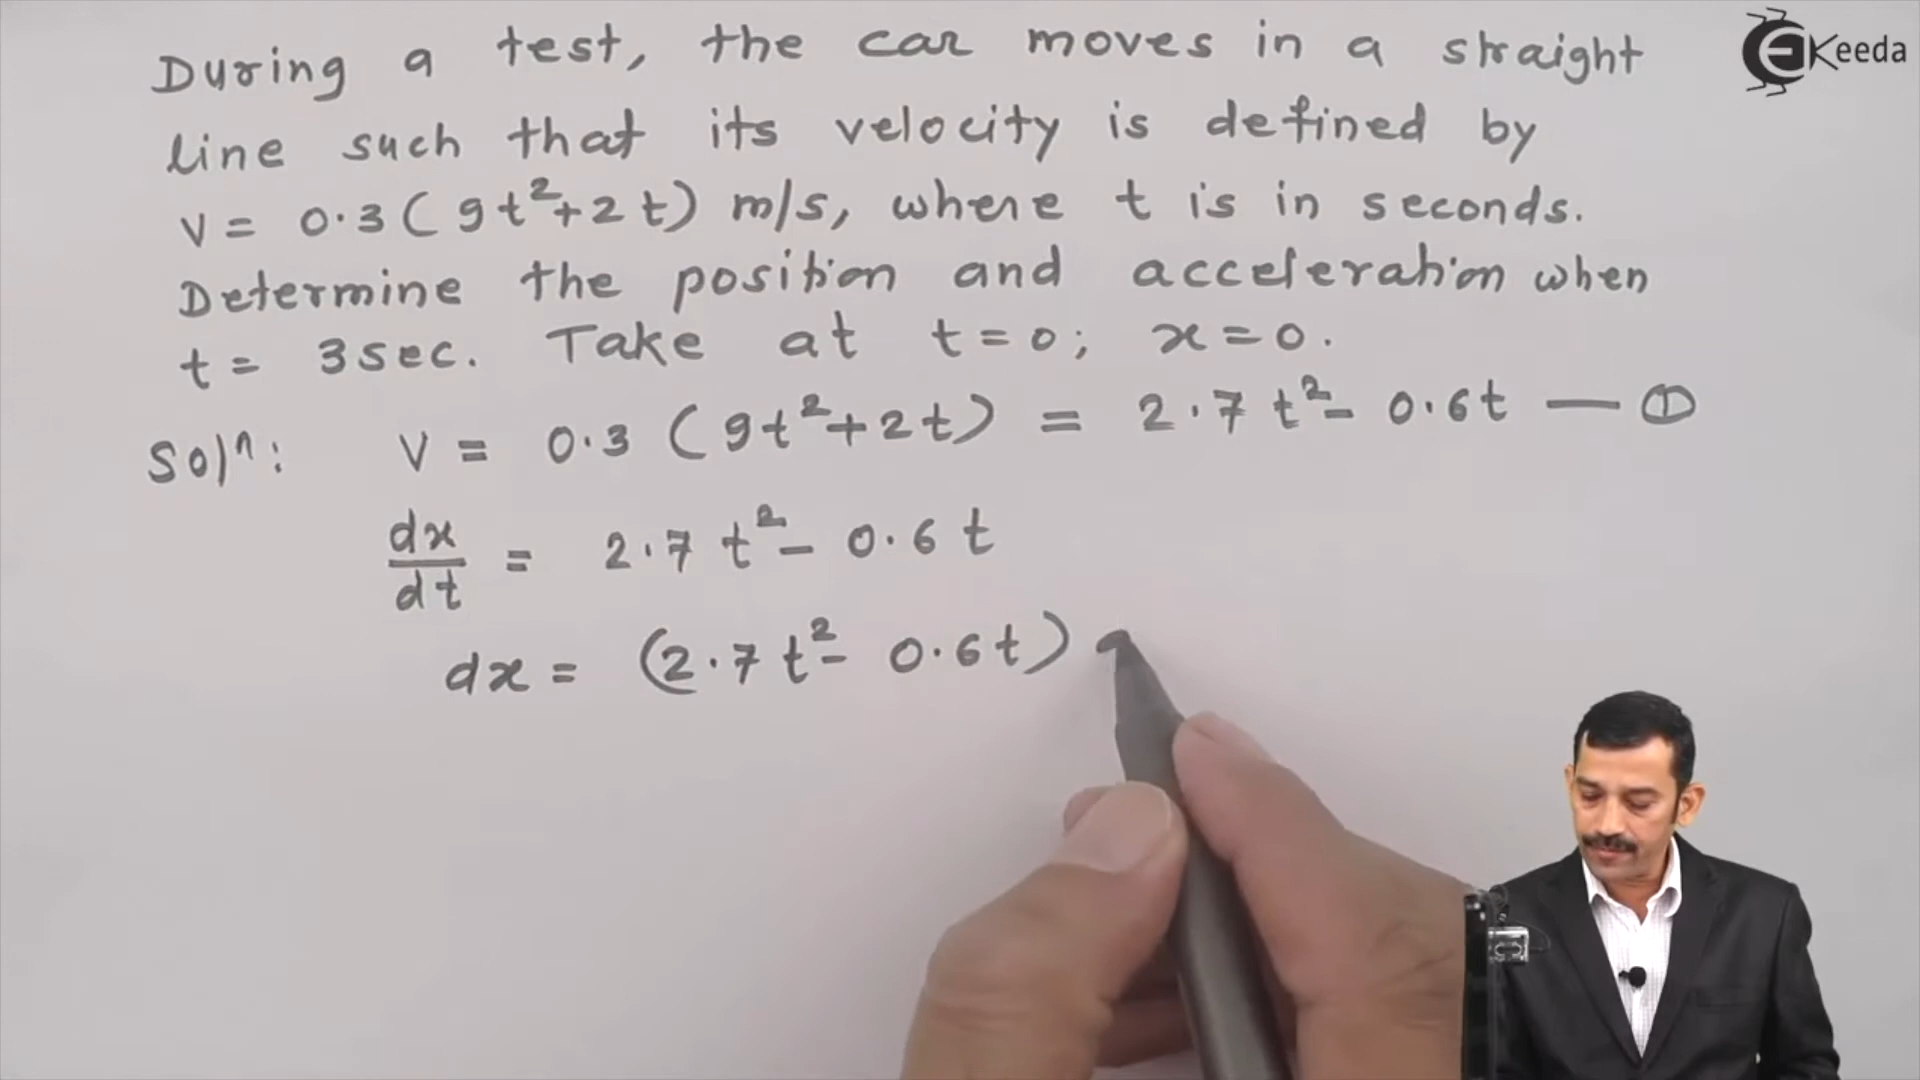 During a test, the car moves in a straight
line such that its velocity is defined by
v = 0.3 (9t²+2t) m/s, where t is in seconds.
Determine the position and acceleration when
t = 3sec. Take at t=0; x=0.
Solⁿ: v = 0.3 (9t²+2t) = 2.7 t² - 0.6t — ①
dx/dt = 2.7 t² - 0.6 t
dx = (2.7 t² - 0.6t)
Ekeeda